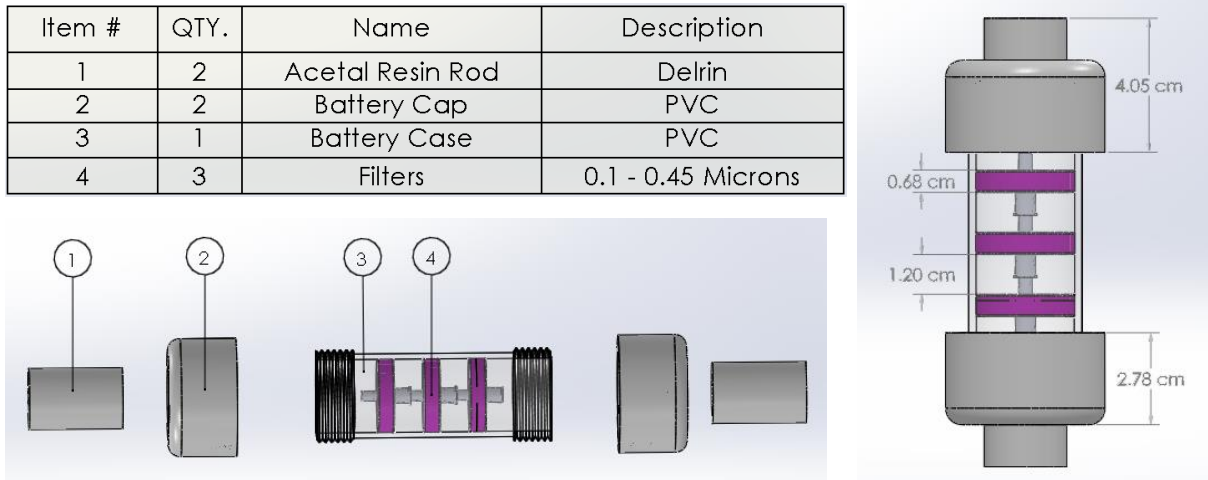 Item # QTY. Name Description
1 2 Acetal Resin Rod Delrin
2 2 Battery Cap PVC
3 1 Battery Case PVC
4 3 Filters 0.1 - 0.45 Microns
1 2 3 4
4.05 cm
0.68 cm
1.20 cm
2.78 cm